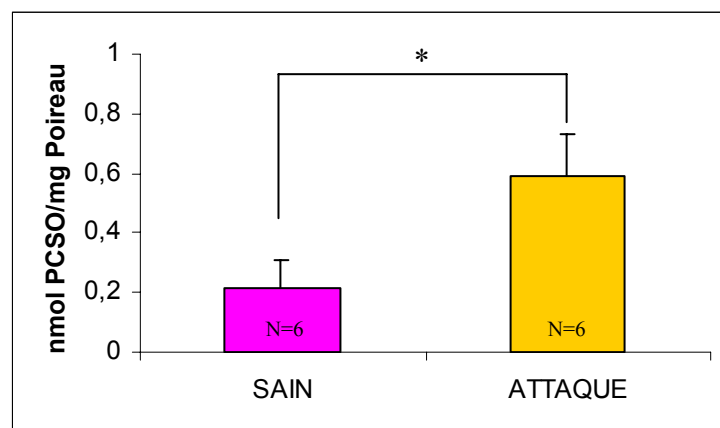 nmol PCSO/mg Poireau
1
0,8
0,6
0,4
0,2
0
*
N=6
N=6
SAIN
ATTAQUE